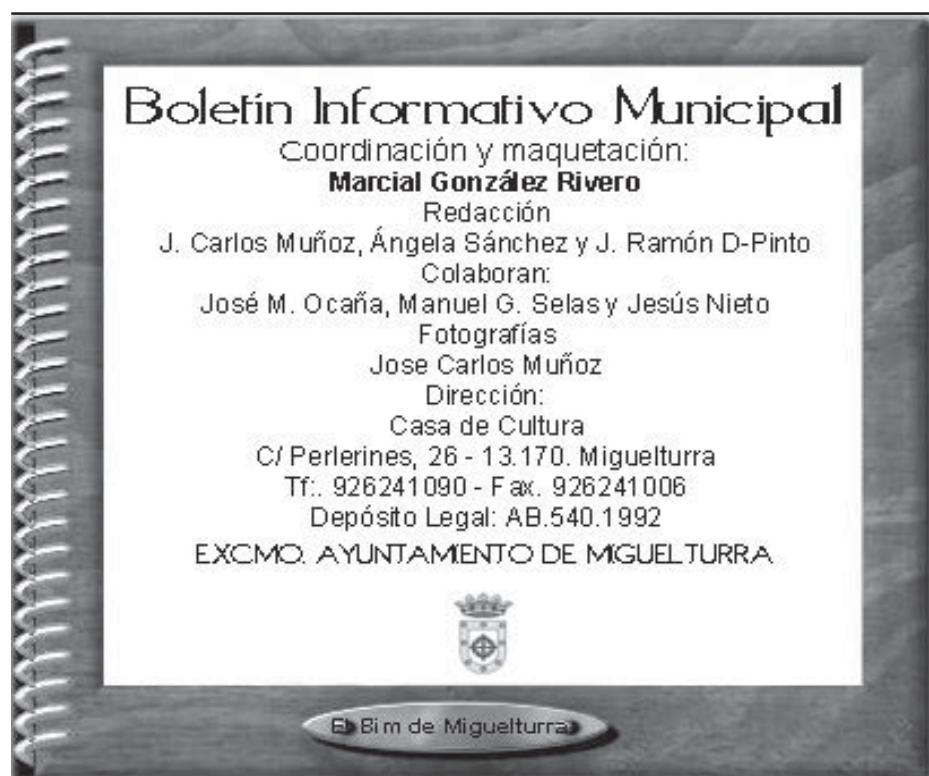 Boletín Informativo Municipal
Coordinación y maquetación:
Marcial González Rivero
Redacción
J. Carlos Muñoz, Ángela Sánchez y J. Ramón D-Pinto
Colaboran:
José M. Ocaña, Manuel G. Selas y Jesús Nieto
Fotografías
Jose Carlos Muñoz
Dirección:
Casa de Cultura
C/ Perlerines, 26 - 13.170. Miguelturra
Tf:. 926241090 - Fax. 926241006
Depósito Legal: AB.540.1992
EXCMO. AYUNTAMIENTO DE MIGUELTURRA
El Bim de Miguelturra